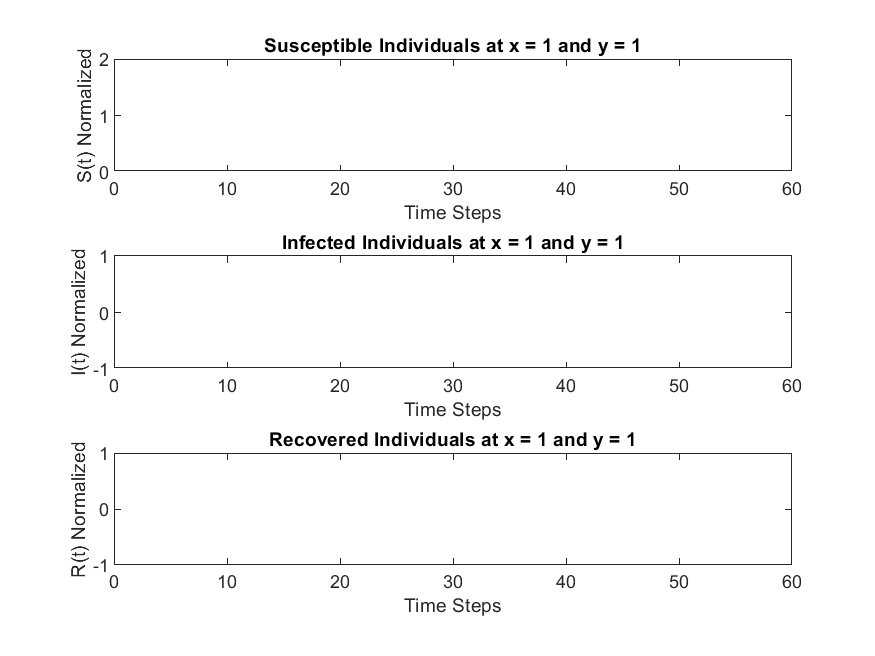 Susceptible Individuals at x = 1 and y = 1
S(t) Normalized
2
1
0
0 10 20 30 40 50 60
Time Steps
Infected Individuals at x = 1 and y = 1
I(t) Normalized
1
0
-1
0 10 20 30 40 50 60
Time Steps
Recovered Individuals at x = 1 and y = 1
R(t) Normalized
1
0
-1
0 10 20 30 40 50 60
Time Steps